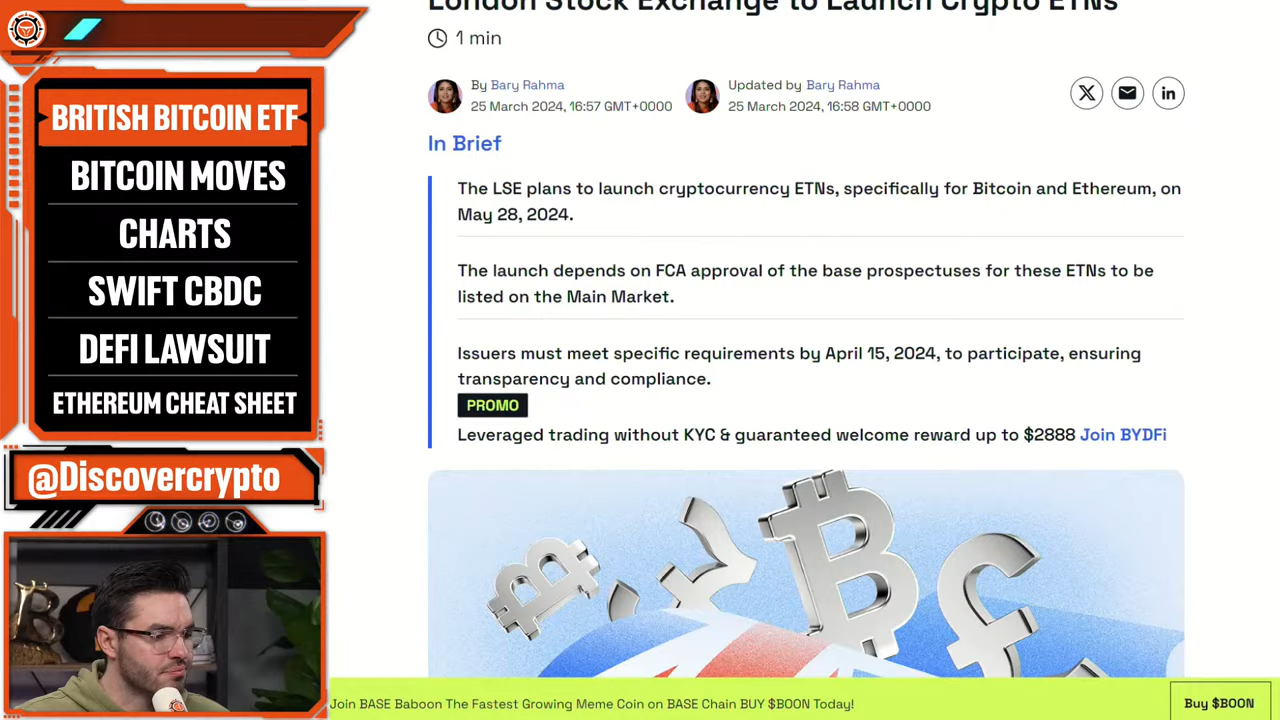 BRITISH BITCOIN ETF
BITCOIN MOVES
CHARTS
SWIFT CBDC
DEFI LAWSUIT
ETHEREUM CHEAT SHEET
@Discovercrypto
London Stock Exchange to Launch Crypto ETNs
1 min
By Bary Rahma
25 March 2024, 16:57 GMT+0000
Updated by Bary Rahma
25 March 2024, 16:58 GMT+0000
In Brief
The LSE plans to launch cryptocurrency ETNs, specifically for Bitcoin and Ethereum, on
May 28, 2024.
The launch depends on FCA approval of the base prospectuses for these ETNs to be
listed on the Main Market.
Issuers must meet specific requirements by April 15, 2024, to participate, ensuring
transparency and compliance.
PROMO
Leveraged trading without KYC & guaranteed welcome reward up to $2888 Join BYDFi
Join BASE Baboon The Fastest Growing Meme Coin on BASE Chain BUY $BOON Today!
Buy $BOON